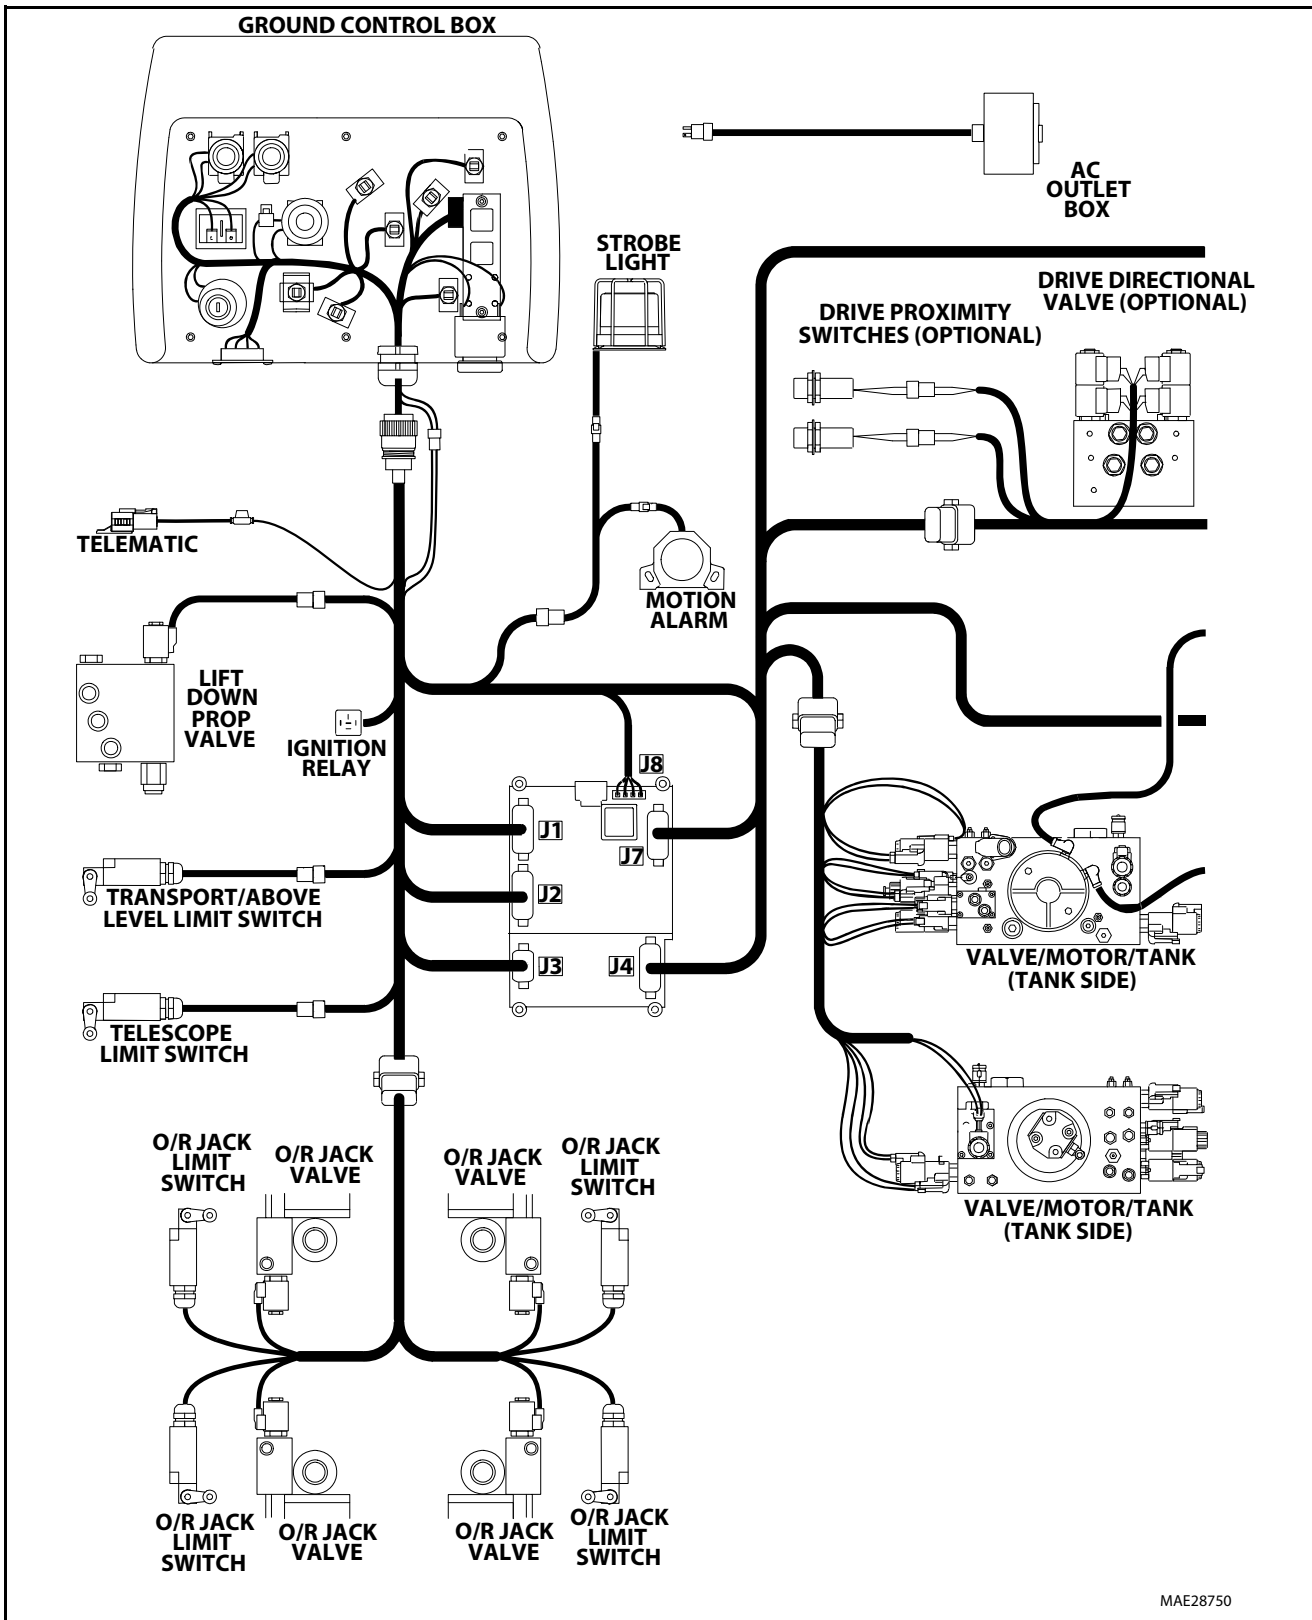 GROUND CONTROL BOX
AC
OUTLET
BOX
STROBE
LIGHT
DRIVE DIRECTIONAL
VALVE (OPTIONAL)
DRIVE PROXIMITY
SWITCHES (OPTIONAL)
TELEMATIC
MOTION
ALARM
LIFT
DOWN
PROP
VALVE
IGNITION
RELAY
J8
J1
J7
J2
J3
J4
TRANSPORT/ABOVE
LEVEL LIMIT SWITCH
VALVE/MOTOR/TANK
(TANK SIDE)
TELESCOPE
LIMIT SWITCH
O/R JACK
LIMIT
SWITCH
O/R JACK
VALVE
O/R JACK
VALVE
O/R JACK
LIMIT
SWITCH
VALVE/MOTOR/TANK
(TANK SIDE)
O/R JACK
LIMIT
SWITCH
O/R JACK
VALVE
O/R JACK
VALVE
O/R JACK
LIMIT
SWITCH
MAE28750